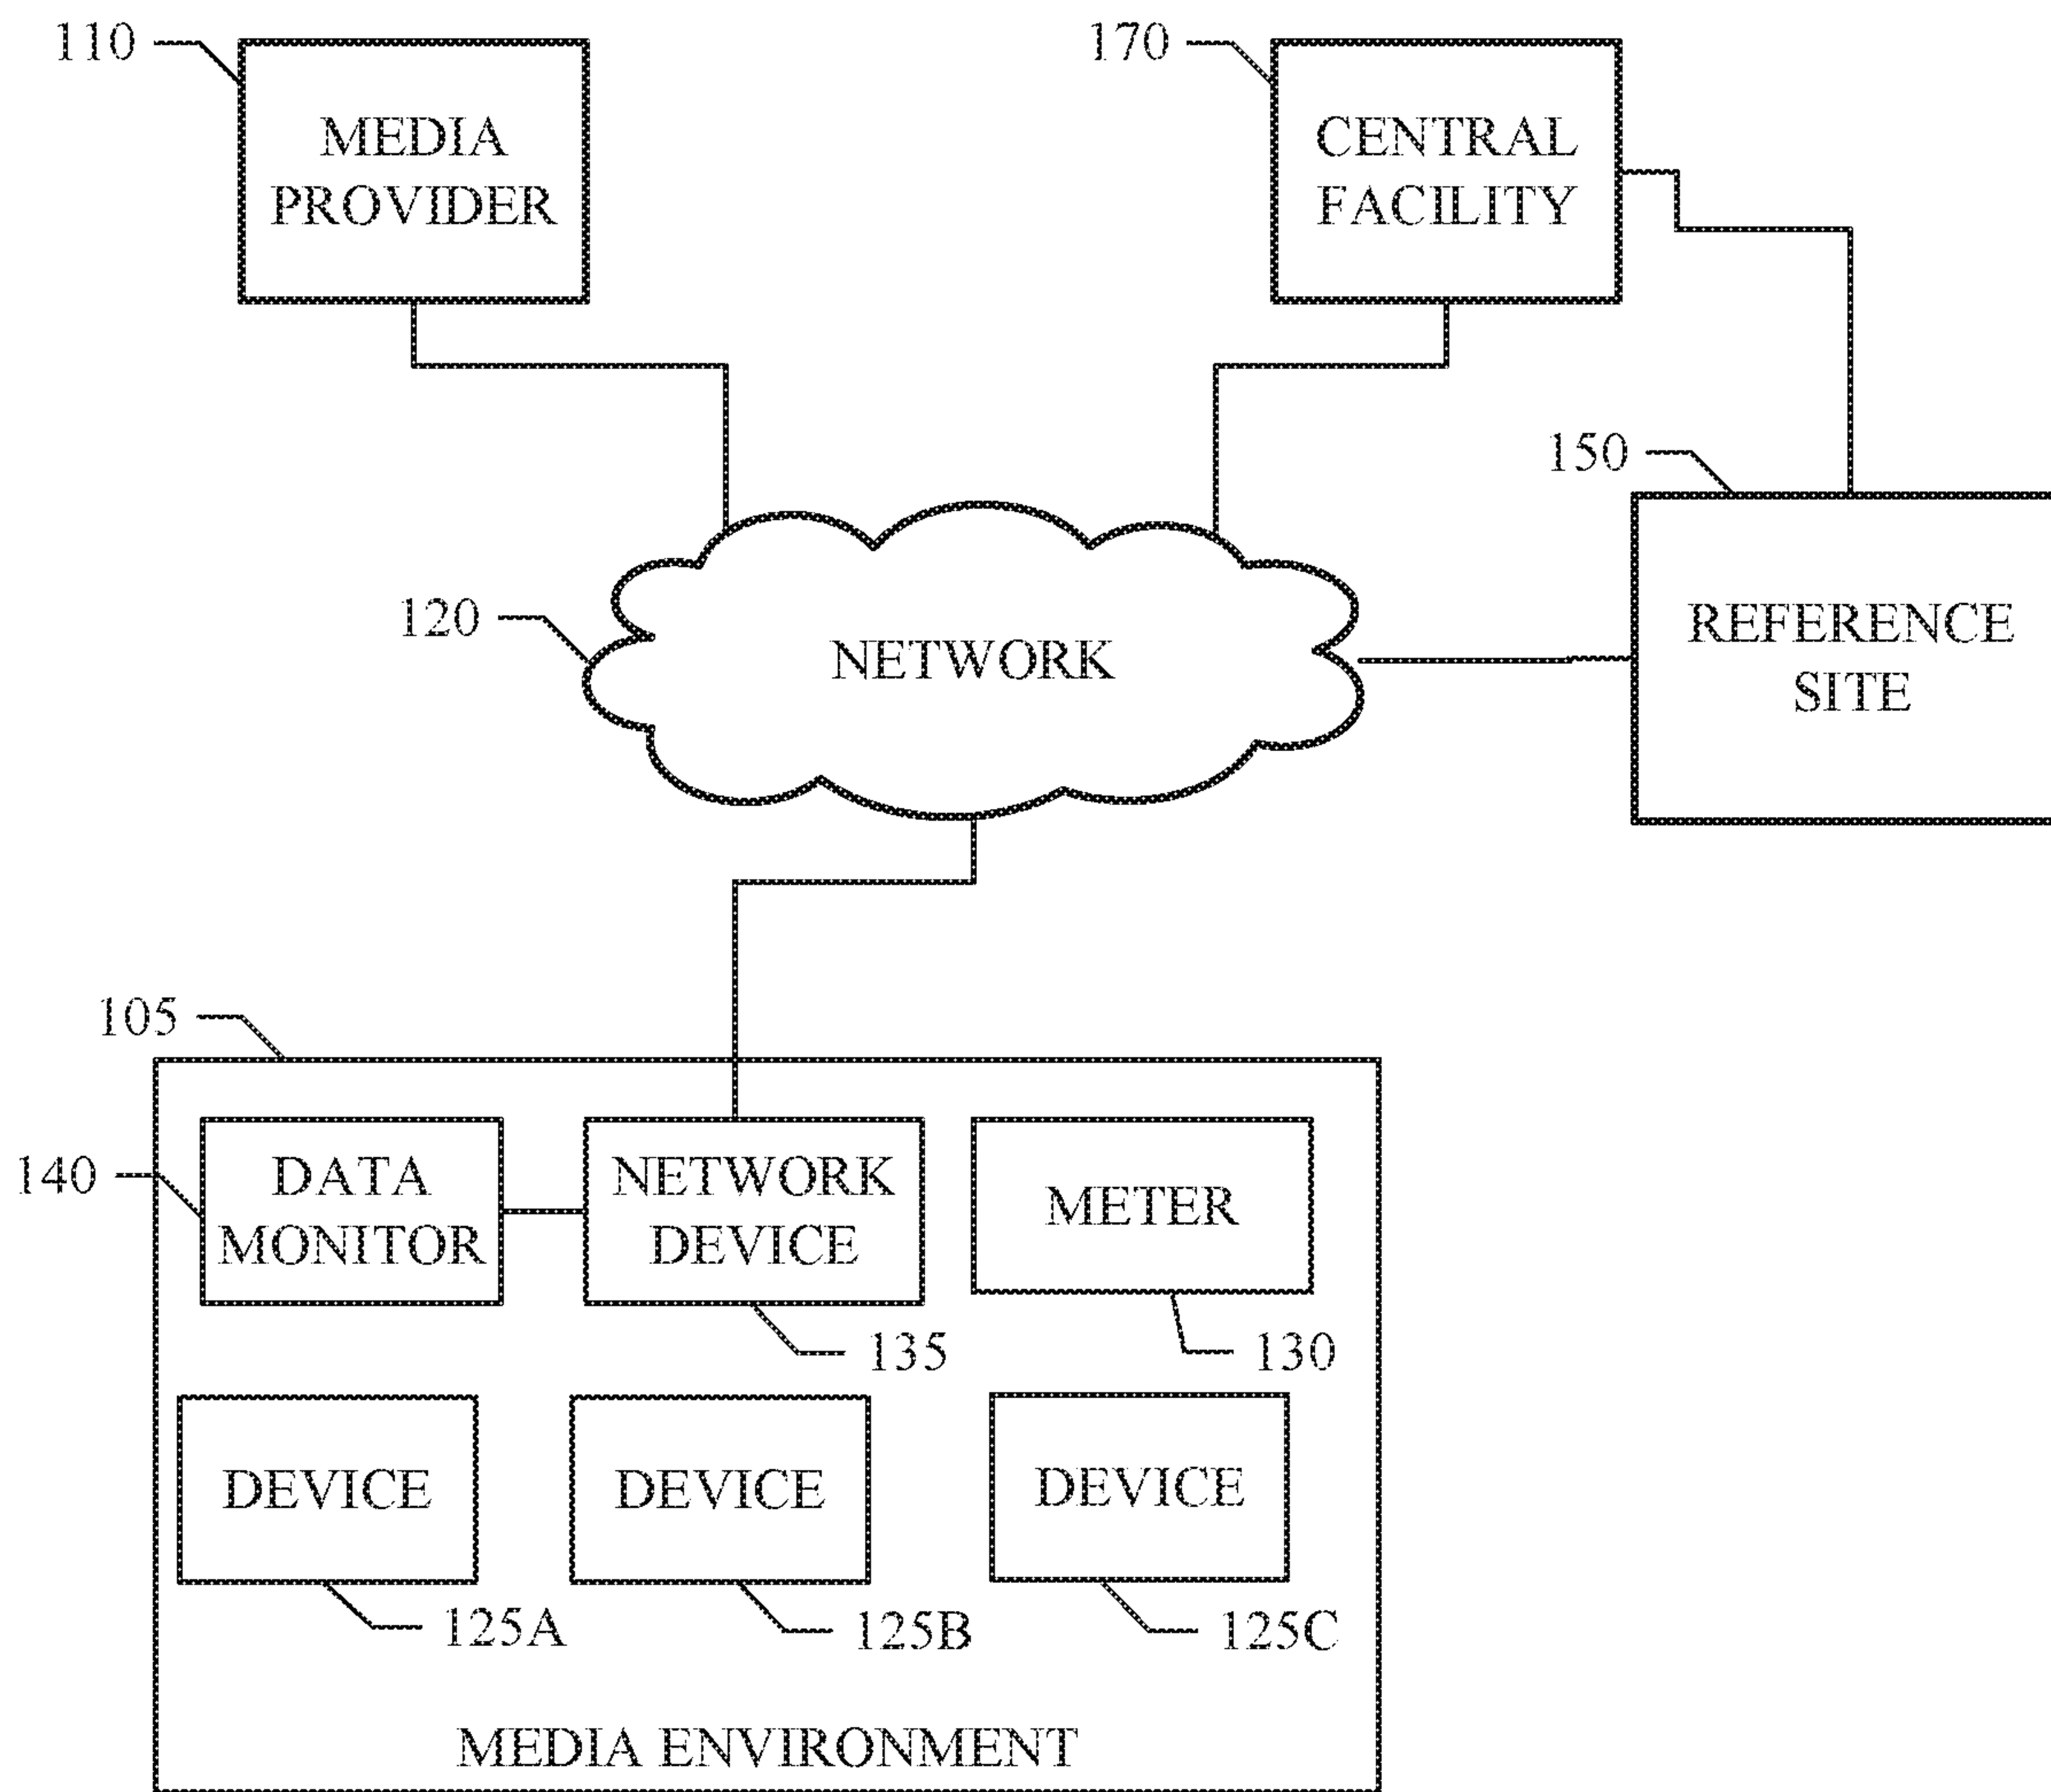 110
170
MEDIA
PROVIDER
CENTRAL
FACILITY
150
120
NETWORK
REFERENCE
SITE
105
140
DATA
MONITOR
NETWORK
DEVICE
METER
135
130
DEVICE
DEVICE
DEVICE
125A
125B
125C
MEDIA ENVIRONMENT